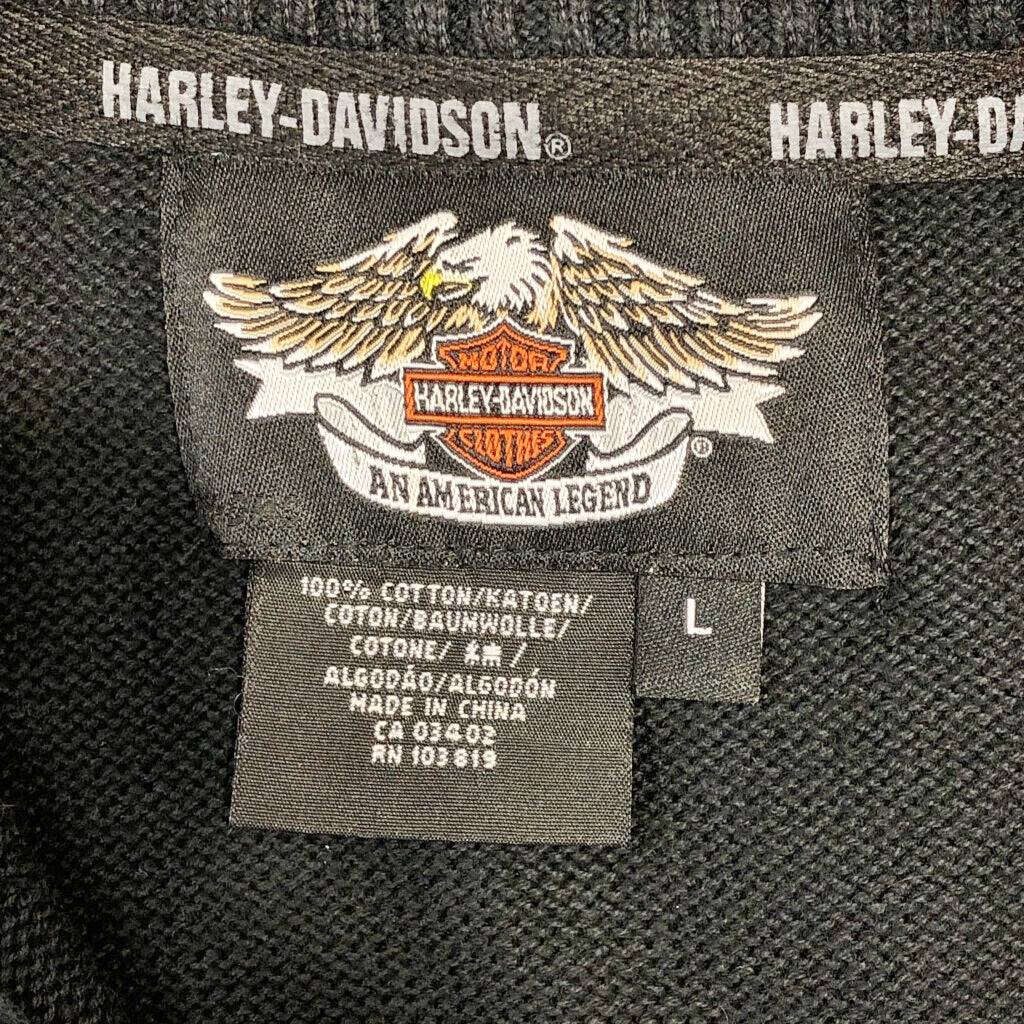 HARLEY-DAVIDSON®
HARLEY-DA
MOTOR
HARLEY-DAVIDSON
CLOTHES
®
AN AMERICAN LEGEND
100% COTTON/KATOEN/
COTON/BAUMWOLLE/
COTONE/ /
ALGODÃO/ALGODÓN
MADE IN CHINA
CA 03402
RN 103819
L